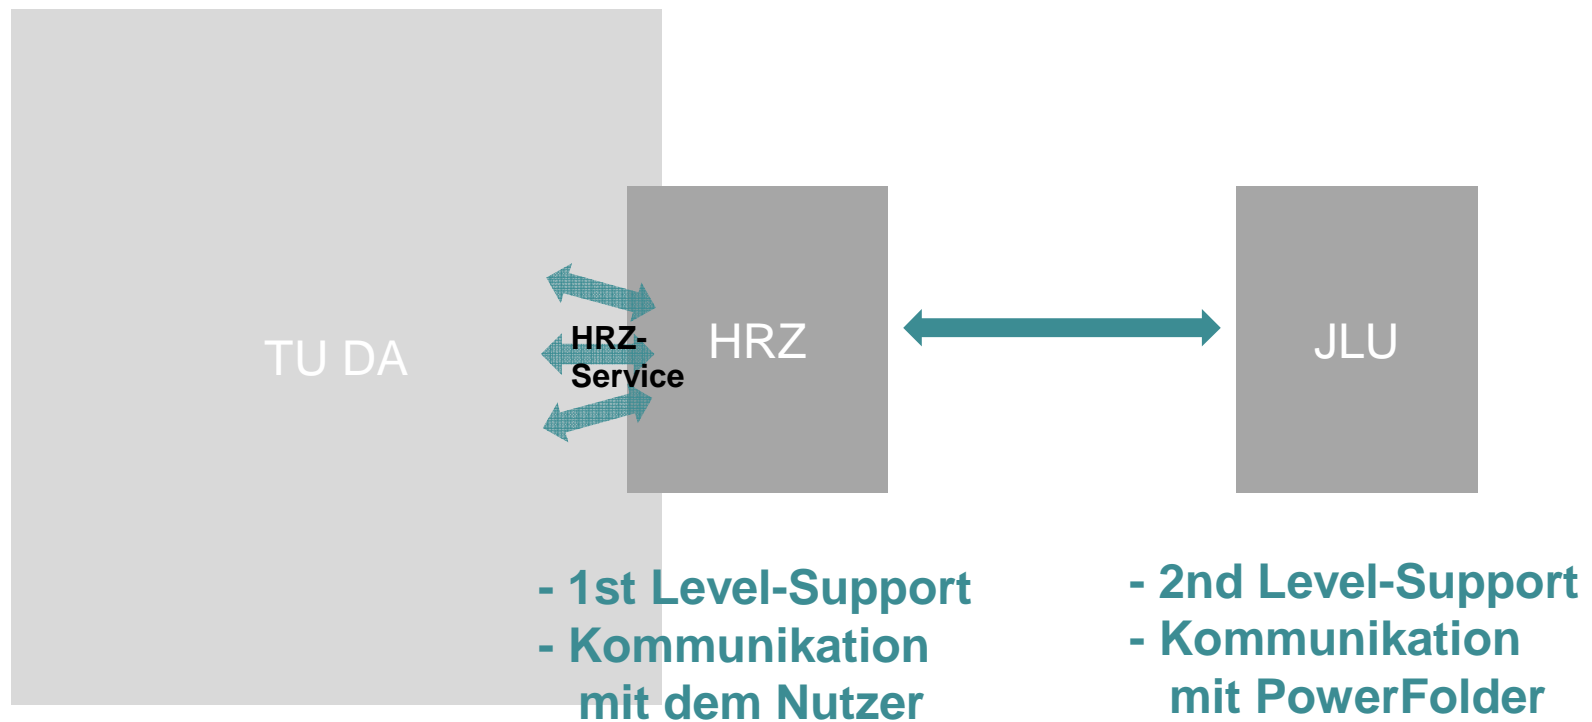 TU DA
HRZ-
Service
HRZ
JLU
- 1st Level-Support
- Kommunikation
mit dem Nutzer
- 2nd Level-Support
- Kommunikation
mit PowerFolder